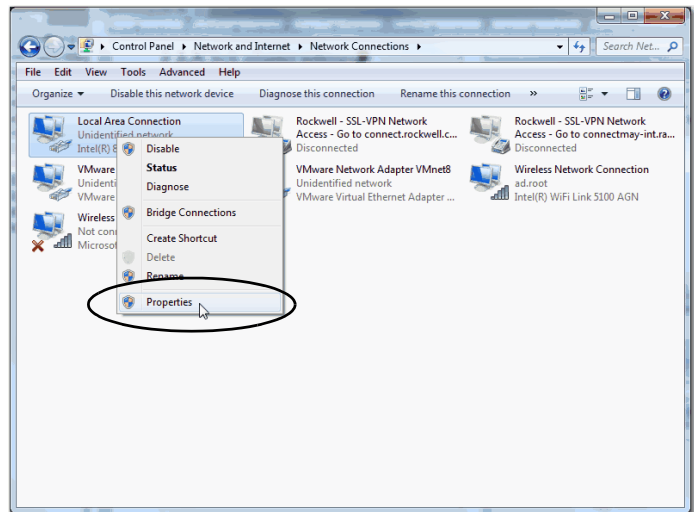 Control Panel ▸ Network and Internet ▸ Network Connections ▸
Search Net...
File Edit View Tools Advanced Help
Organize Disable this network device Diagnose this connection Rename this connection »
Local Area Connection
Unidentified network
Intel(R) 8
Rockwell - SSL-VPN Network
Access - Go to connect.rockwell.c...
Disconnected
Rockwell - SSL-VPN Network
Access - Go to connectmay-int.ra...
Disconnected
VMware
Unidenti
VMware
VMware Network Adapter VMnet8
Unidentified network
VMware Virtual Ethernet Adapter ...
Wireless Network Connection
ad.root
Intel(R) WiFi Link 5100 AGN
Wireless
Not conn
Microsof
Disable
Status
Diagnose
Bridge Connections
Create Shortcut
Delete
Rename
Properties